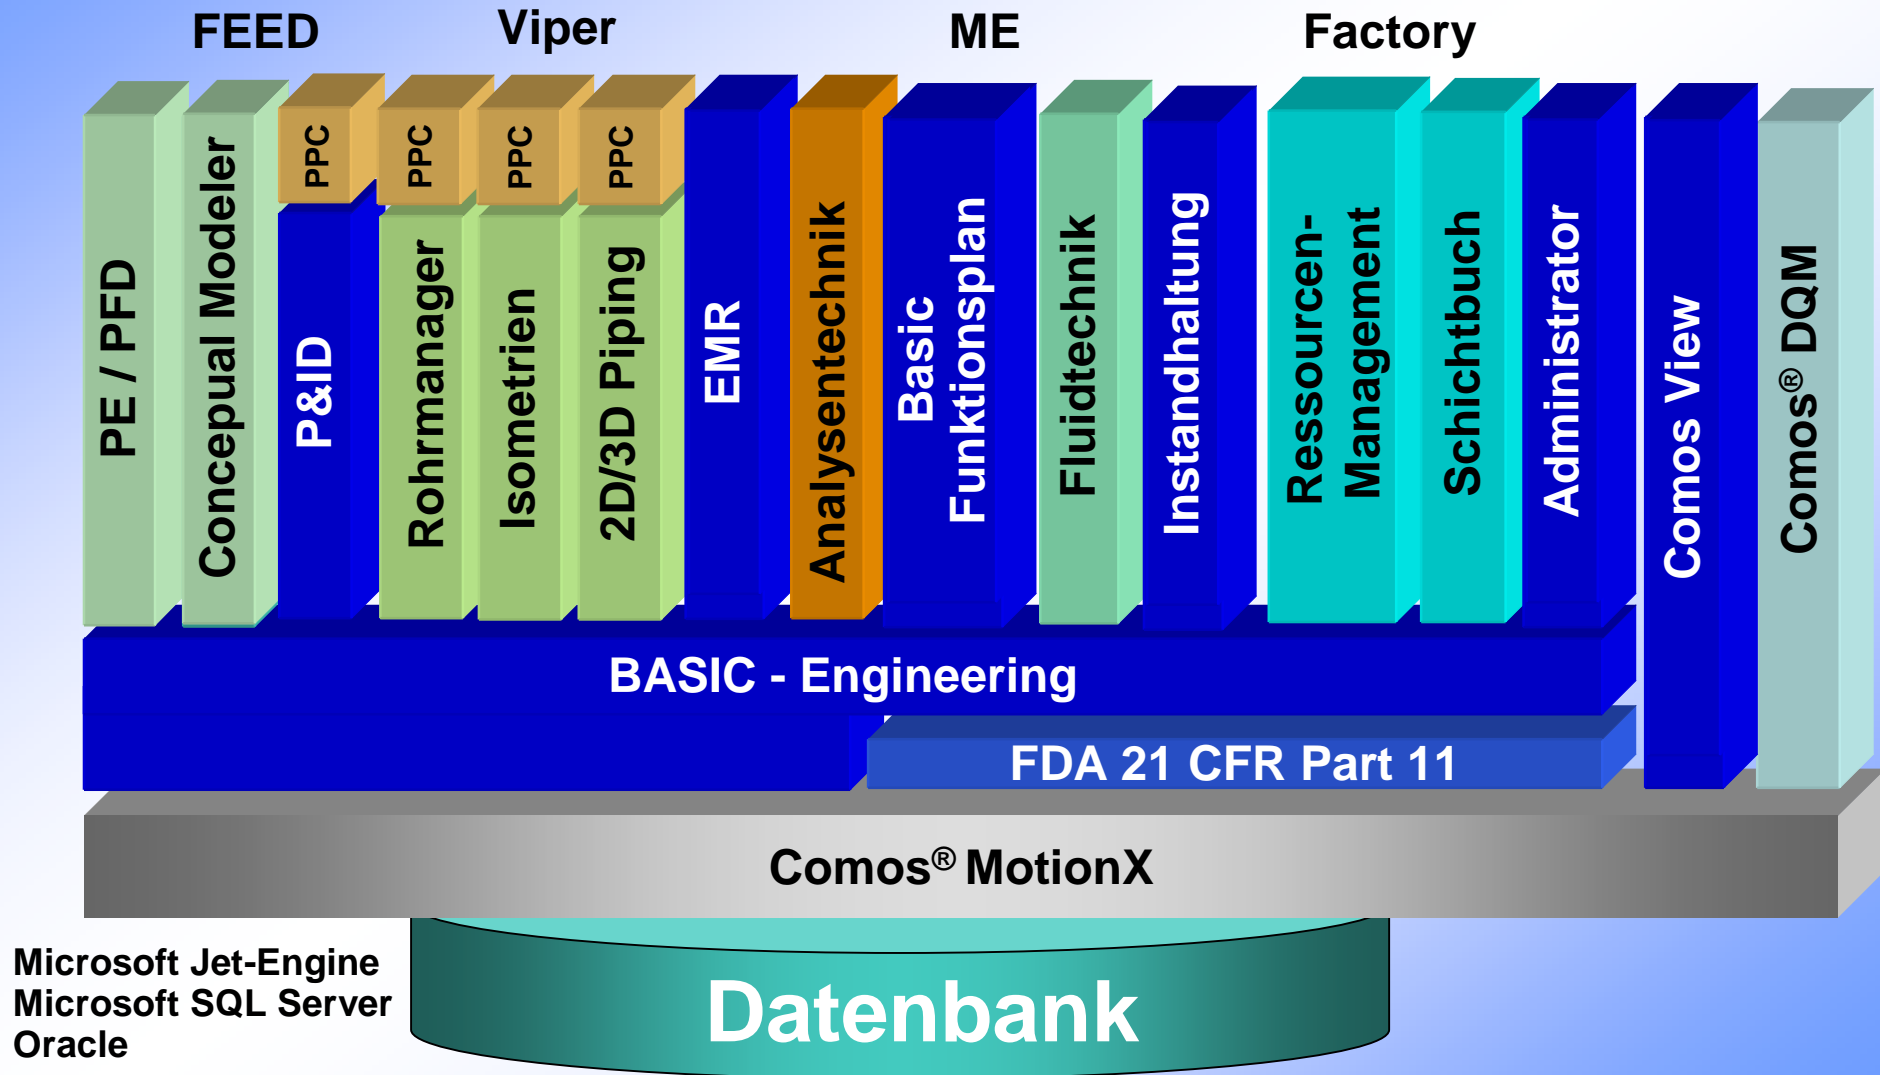 FEED
Viper
ME
Factory
PE / PFD
Concepual Modeler
PPC
P&ID
PPC
Rohrmanager
PPC
Isometrien
PPC
2D/3D Piping
EMR
Analysentechnik
Basic
Funktionsplan
Fluidtechnik
Instandhaltung
Ressourcen-
Management
Schichtbuch
Administrator
Comos View
Comos® DQM
BASIC - Engineering
FDA 21 CFR Part 11
Comos® MotionX
Microsoft Jet-Engine
Microsoft SQL Server
Oracle
Datenbank